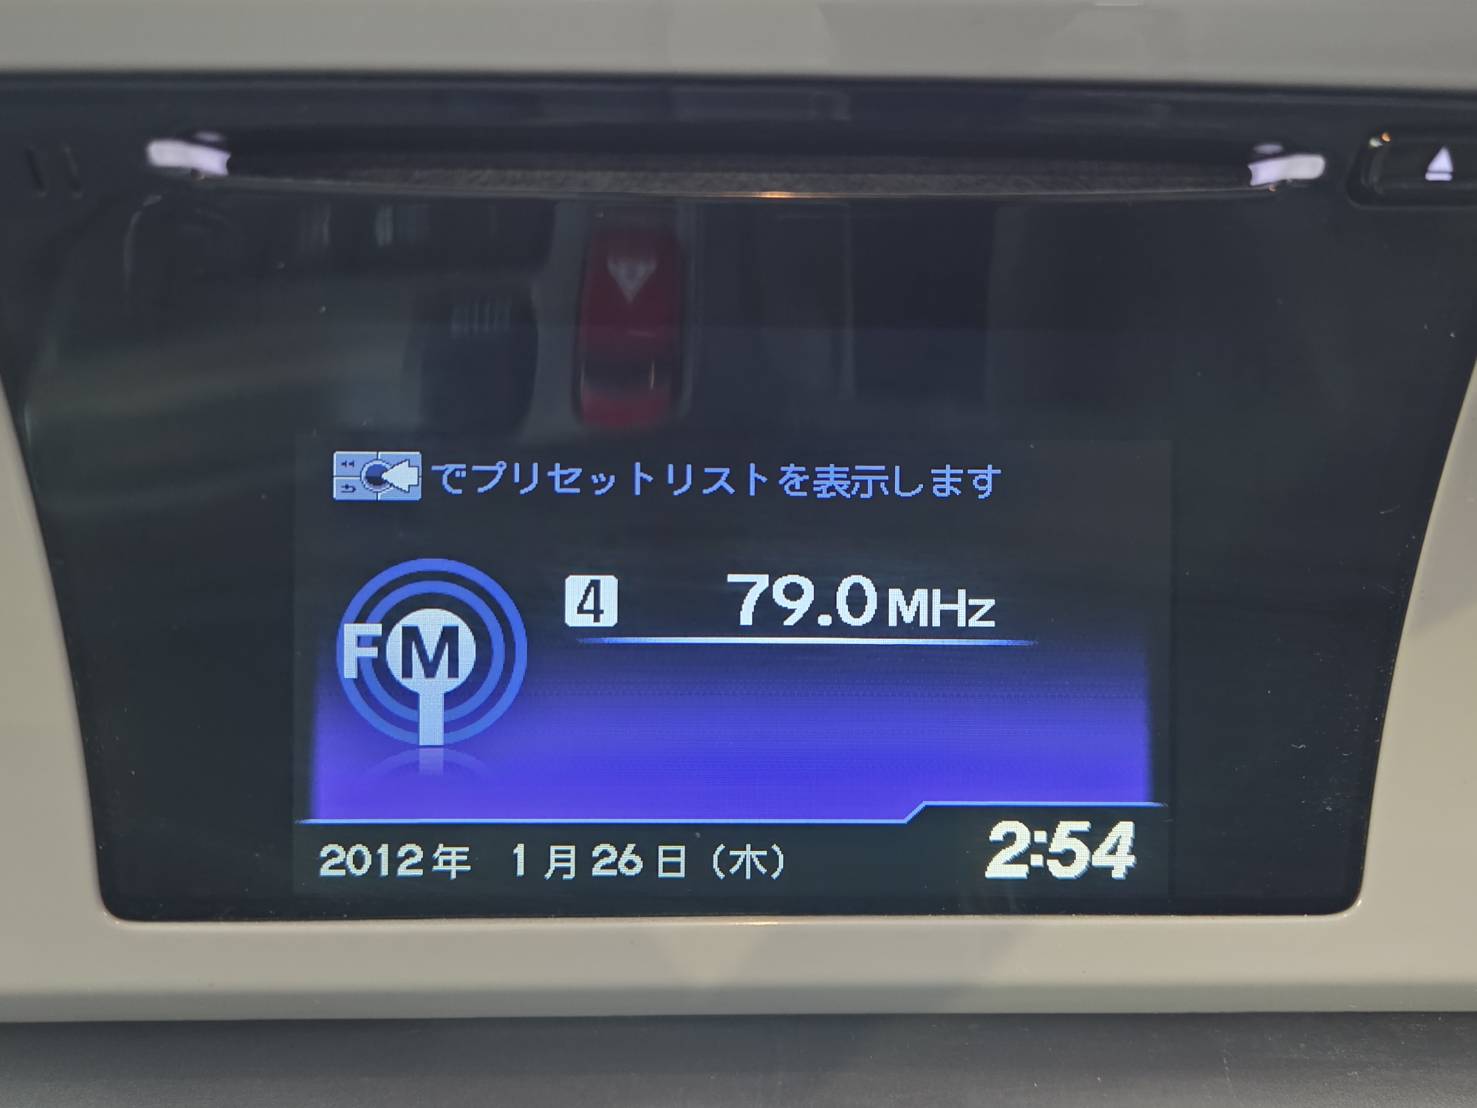 でプリセットリストを表示します
FM
4 79.0MHz
2012年 1月26日(木) 2:54